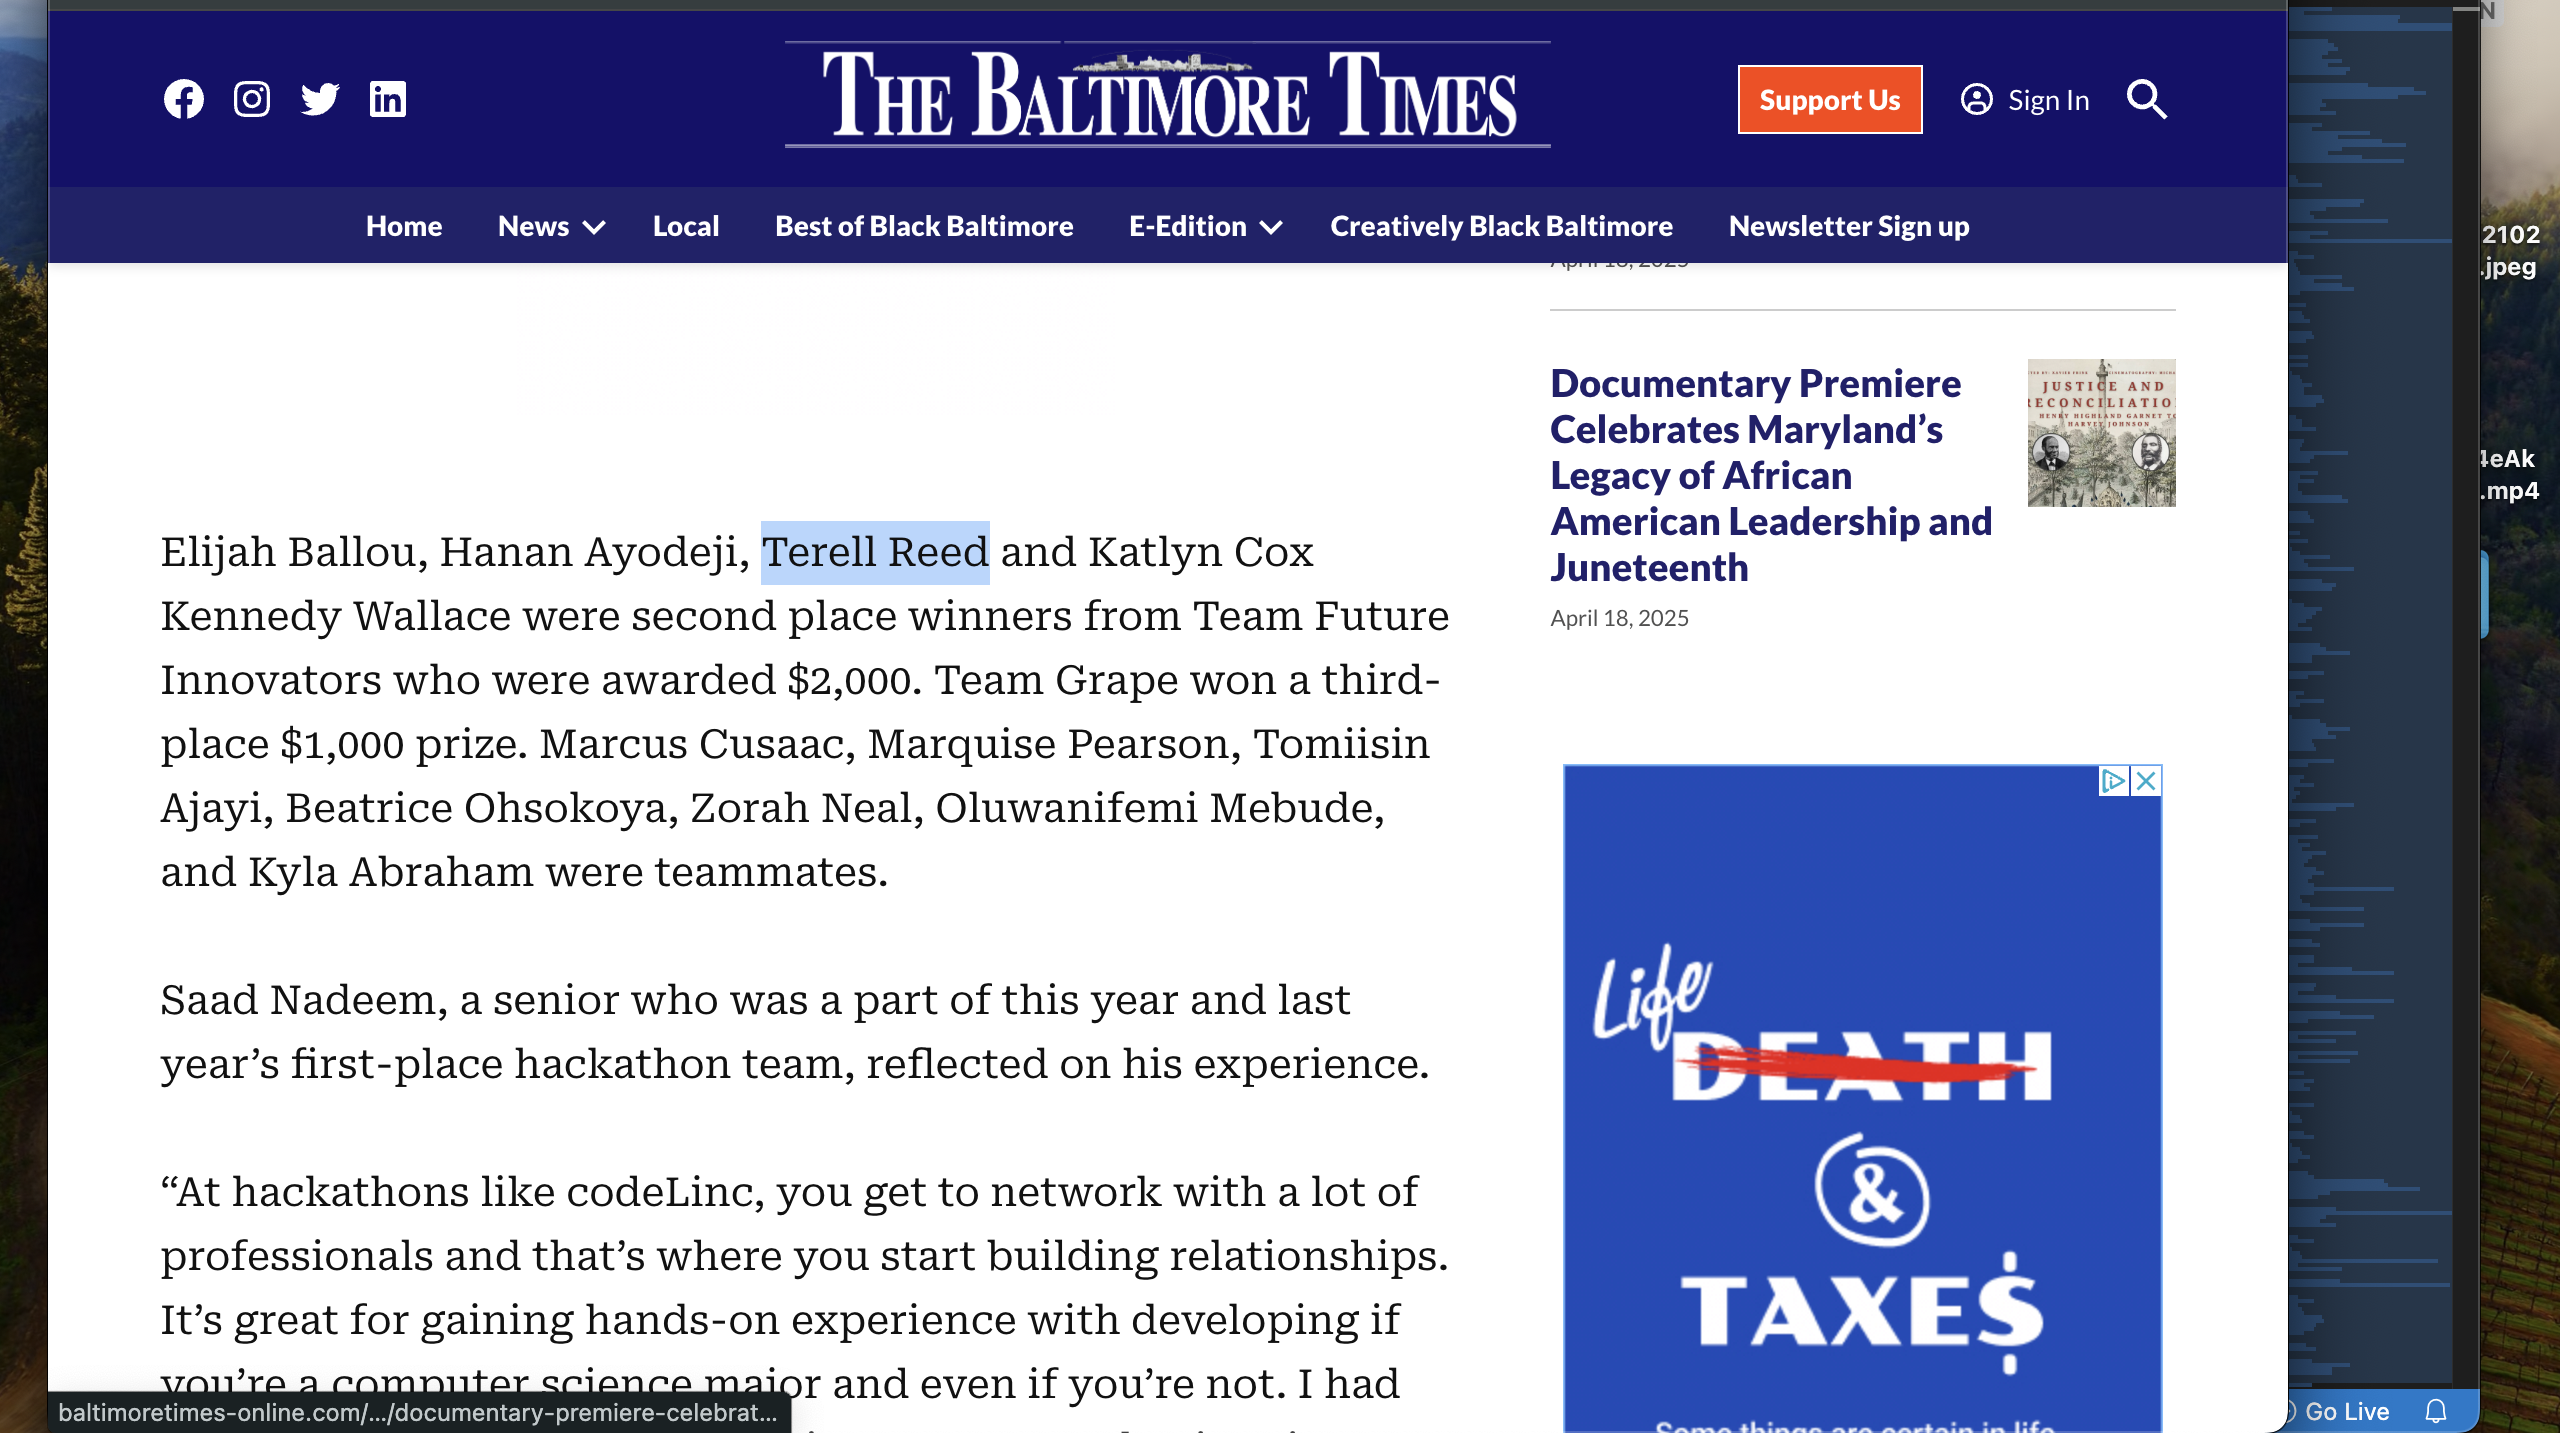 THE BALTIMORE TIMES
Support Us
Sign In
Home
News
Local
Best of Black Baltimore
E-Edition
Creatively Black Baltimore
Newsletter Sign up
Elijah Ballou, Hanan Ayodeji, Terell Reed and Katlyn Cox
Kennedy Wallace were second place winners from Team Future
Innovators who were awarded $2,000. Team Grape won a third-
place $1,000 prize. Marcus Cusaac, Marquise Pearson, Tomiisin
Ajayi, Beatrice Ohsokoya, Zorah Neal, Oluwanifemi Mebude,
and Kyla Abraham were teammates.
Saad Nadeem, a senior who was a part of this year and last
year’s first-place hackathon team, reflected on his experience.
“At hackathons like codeLinc, you get to network with a lot of
professionals and that’s where you start building relationships.
It’s great for gaining hands-on experience with developing if
you’re a computer science major and even if you’re not. I had
baltimoretimes-online.com/.../documentary-premiere-celebrat...
Documentary Premiere
Celebrates Maryland’s
Legacy of African
American Leadership and
Juneteenth
April 18, 2025
JUSTICE AND
RECONCILIATIO
HENRY HIGHLAND GARNET TO
HARVEY JOHNSON
Life
DEATH
&
TAXE$
Some things are certain in life
N
2102
.jpeg
4eAk
.mp4
Go Live